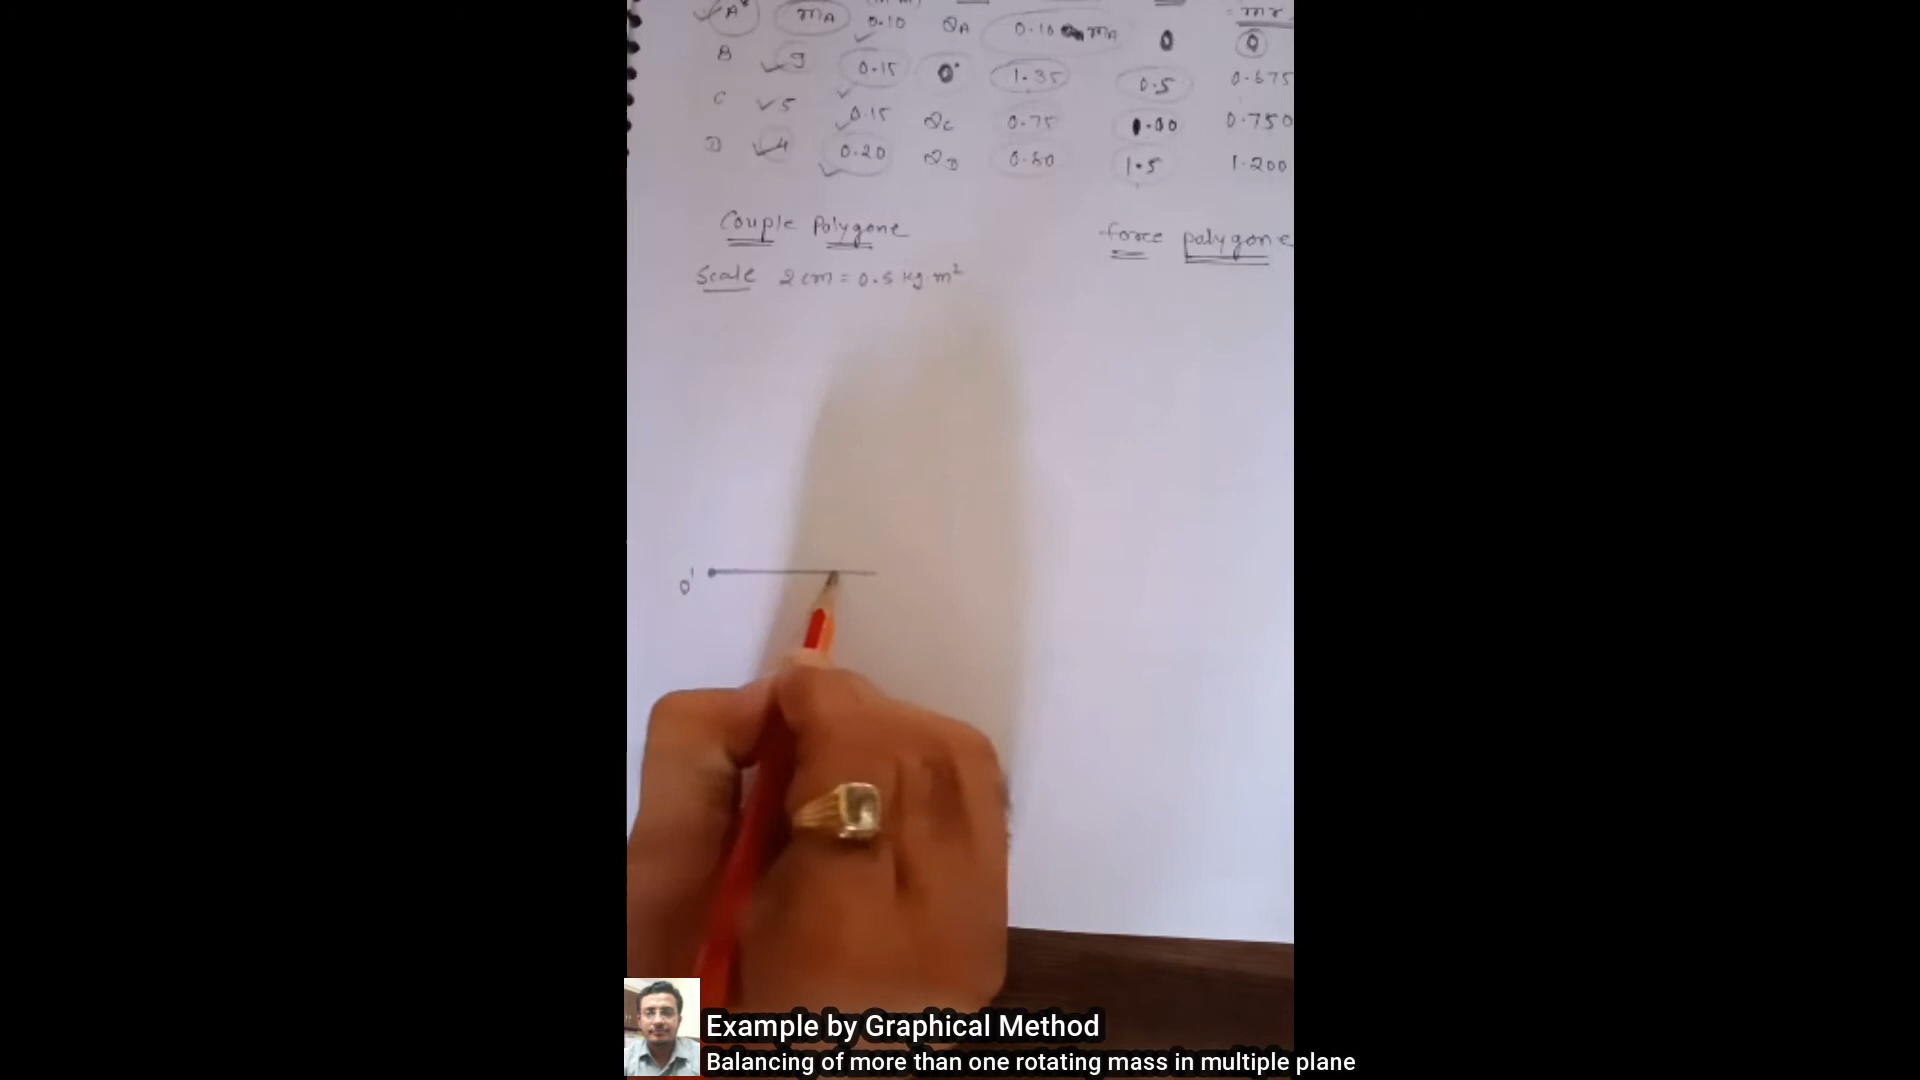 A* mA 0.10 θA 0.10 mA 0 0
= mr
B 9 0.15 0° 1.35 0.5 0.675
C 5 0.15 θC 0.75 1.00 0.750
D 4 0.20 θD 0.80 1.5 1.200
Couple Polygone
force polygone
Scale 2 cm = 0.5 kg.m²
0'
Example by Graphical Method
Balancing of more than one rotating mass in multiple plane